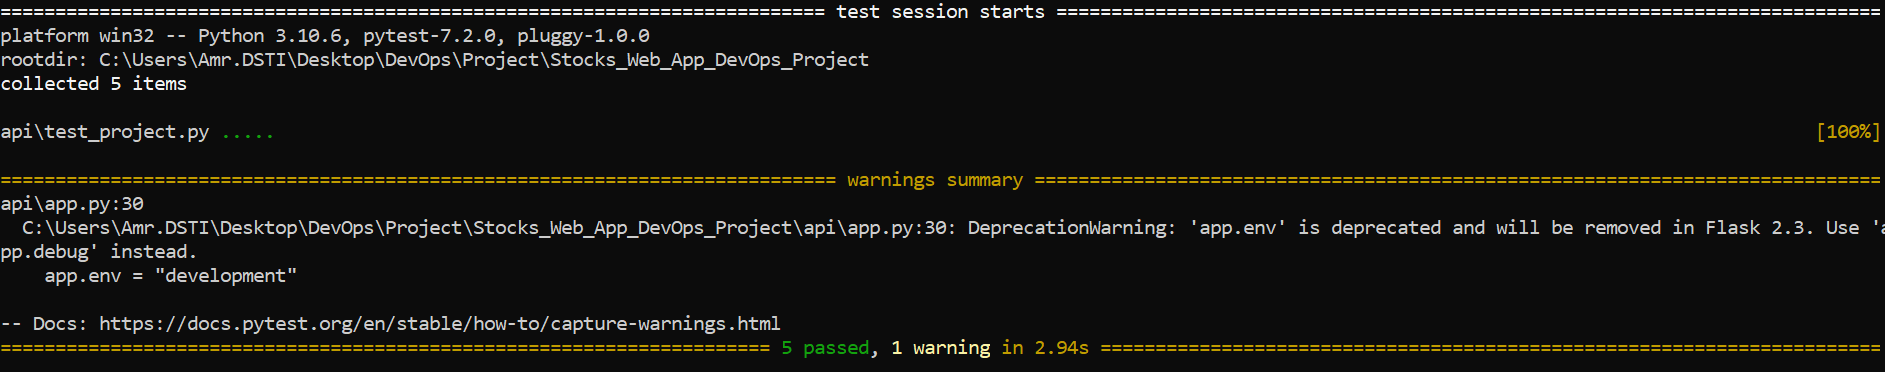 =========================================================================== test session starts ===========================================================================
platform win32 -- Python 3.10.6, pytest-7.2.0, pluggy-1.0.0
rootdir: C:\Users\Amr.DSTI\Desktop\DevOps\Project\Stocks_Web_App_DevOps_Project
collected 5 items
api\test_project.py ..... [100%]
============================================================================ warnings summary =============================================================================
api\app.py:30
C:\Users\Amr.DSTI\Desktop\DevOps\Project\Stocks_Web_App_DevOps_Project\api\app.py:30: DeprecationWarning: 'app.env' is deprecated and will be removed in Flask 2.3. Use 'a
pp.debug' instead.
app.env = "development"
-- Docs: https://docs.pytest.org/en/stable/how-to/capture-warnings.html
====================================================================== 5 passed, 1 warning in 2.94s =======================================================================